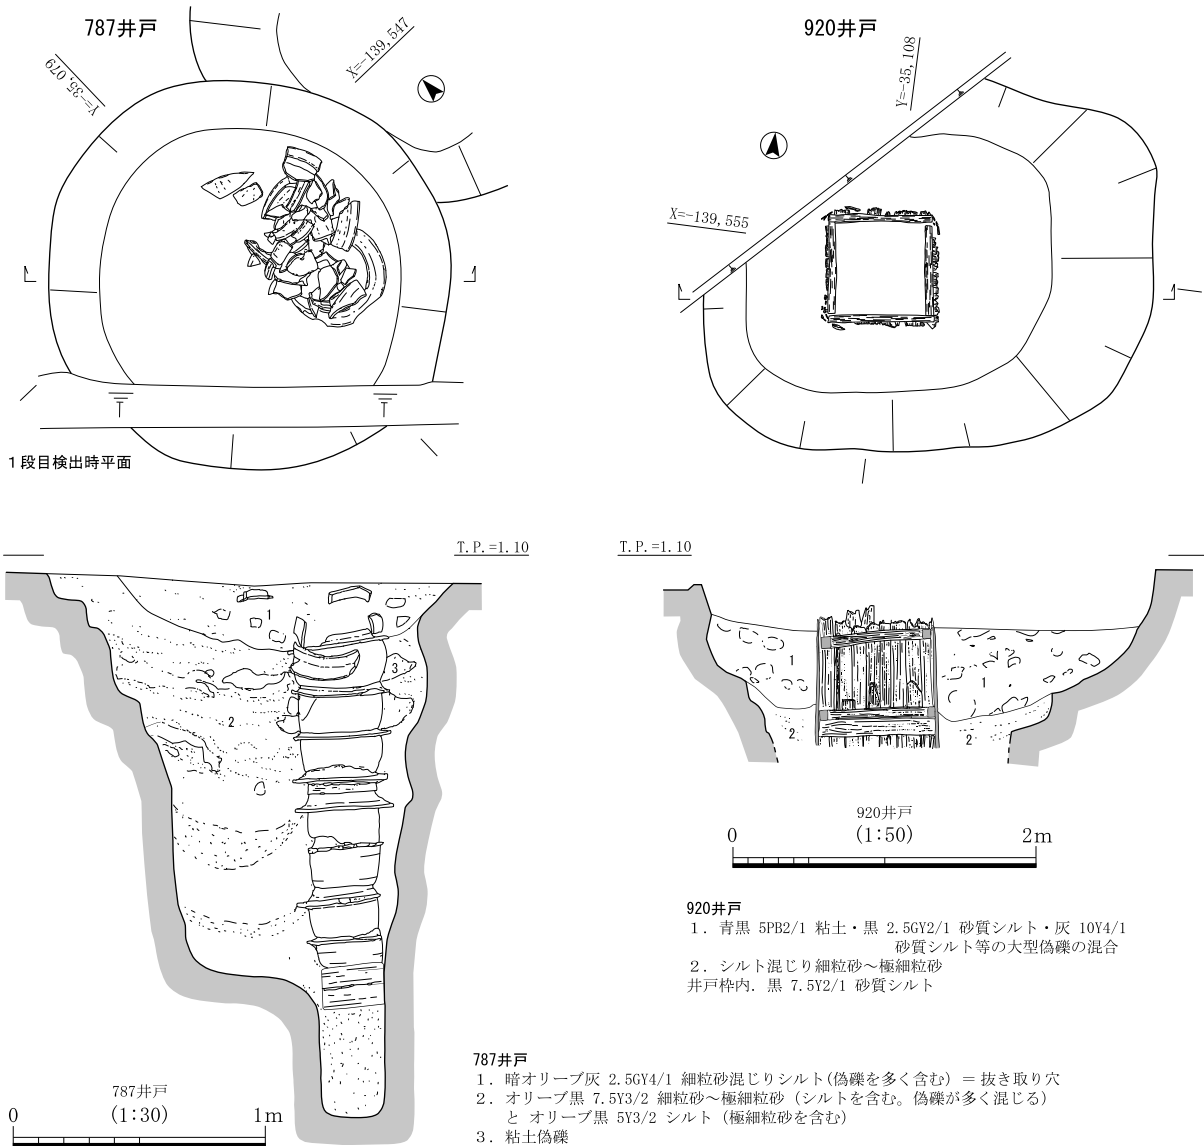 787井戸
Y=-35,079
X=-139,547
1段目検出時平面
920井戸
Y=-35,108
X=-139,555
T.P.=1.10
1
2
3
T.P.=1.10
1
1
2
2
920井戸
(1:50)
0
2m
920井戸
1. 青黒 5PB2/1 粘土・黒 2.5GY2/1 砂質シルト・灰 10Y4/1
砂質シルト等の大型偽礫の混合
2. シルト混じり細粒砂～極細粒砂
井戸枠内. 黒 7.5Y2/1 砂質シルト
787井戸
(1:30)
0
1m
787井戸
1. 暗オリーブ灰 2.5GY4/1 細粒砂混じりシルト(偽礫を多く含む) = 抜き取り穴
2. オリーブ黒 7.5Y3/2 細粒砂～極細粒砂 (シルトを含む。偽礫が多く混じる)
と オリーブ黒 5Y3/2 シルト (極細粒砂を含む)
3. 粘土偽礫